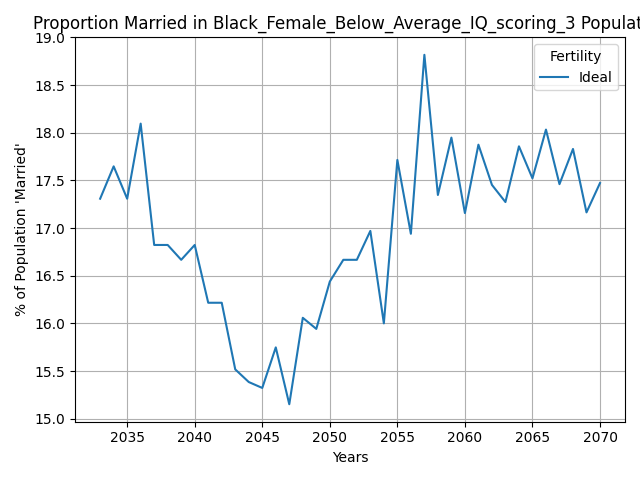 Proportion Married in Black_Female_Below_Average_IQ_scoring_3 Populat
19.0
18.5
18.0
17.5
17.0
16.5
16.0
15.5
15.0
% of Population 'Married'
Fertility
Ideal
2035 2040 2045 2050 2055 2060 2065 2070
Years